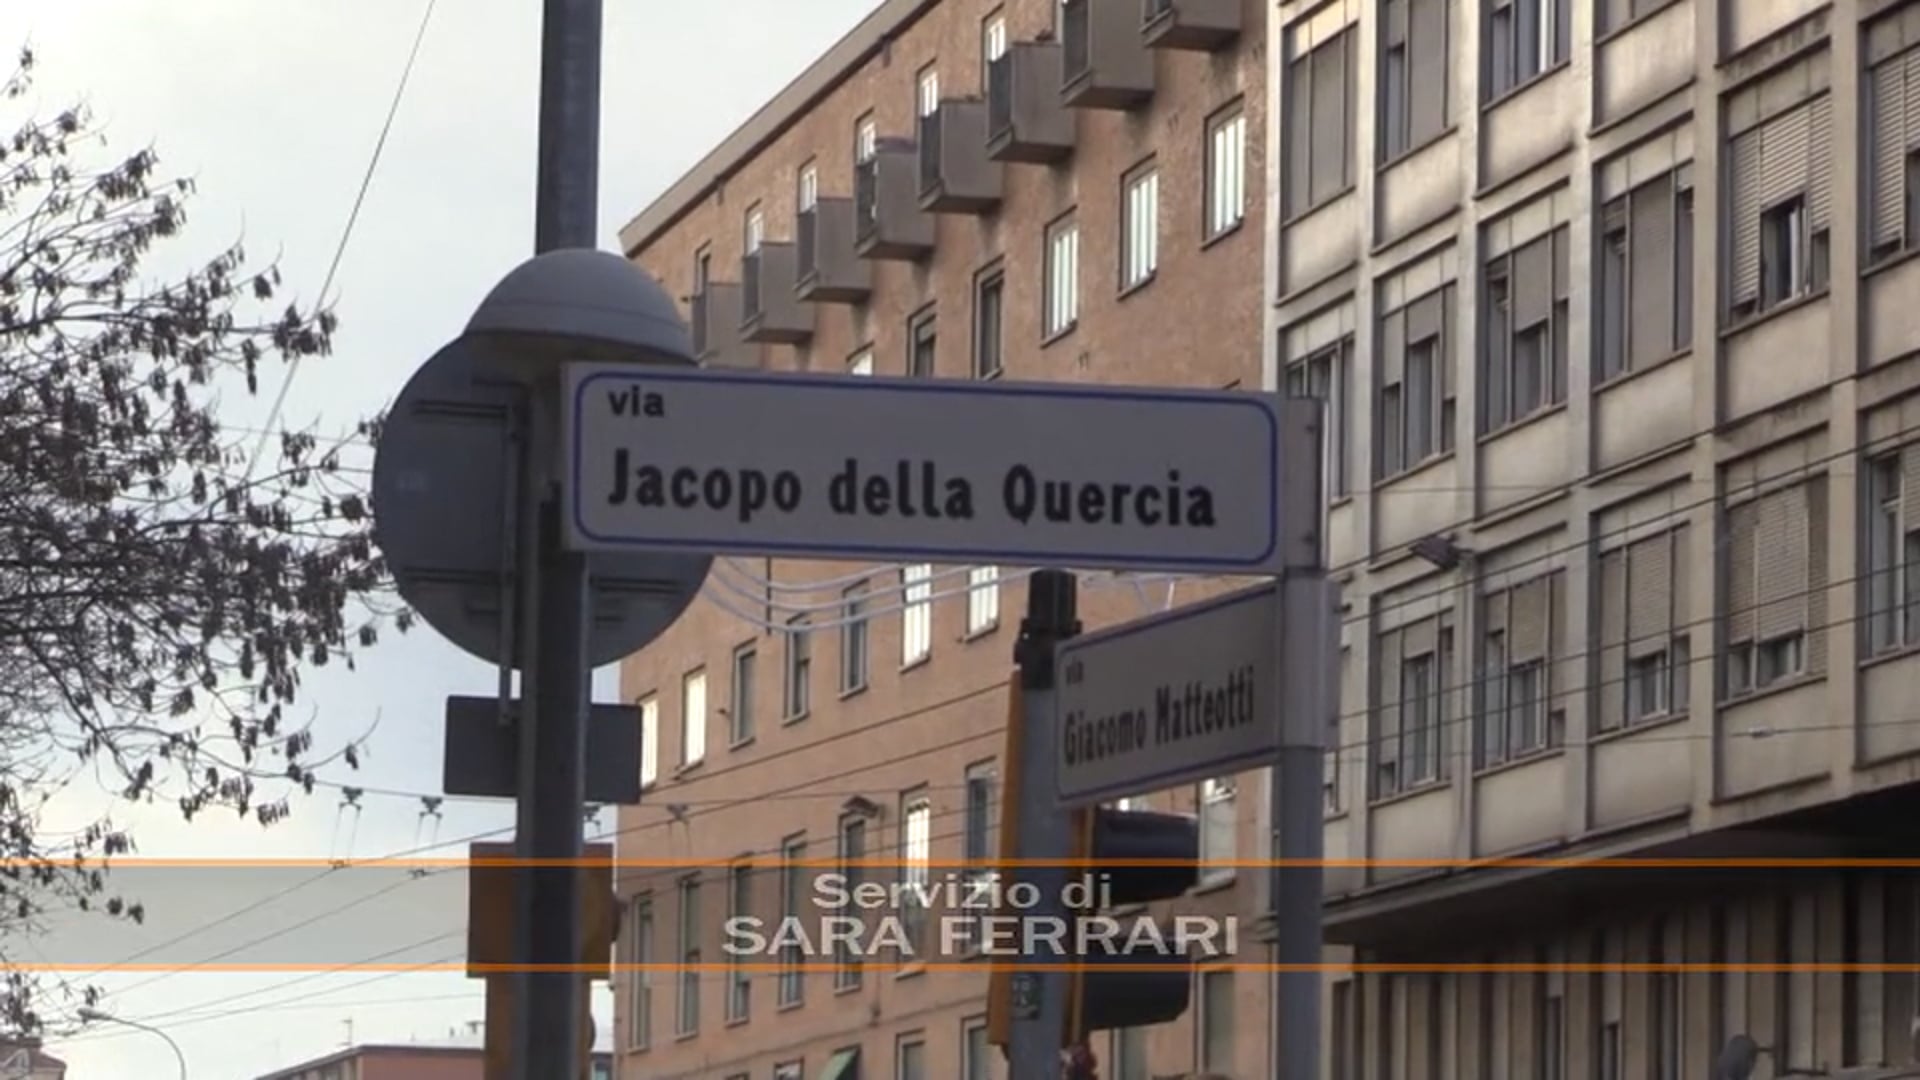 via
Jacopo della Quercia
via
Giacomo Matteotti
Servizio di
SARA FERRARI